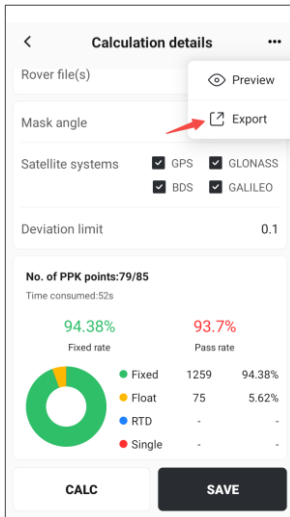 Calculation details
Rover file(s)
Preview
Export
Mask angle
Satellite systems
GPS
GLONASS
BDS
GALILEO
Deviation limit 0.1
No. of PPK points:79/85
Time consumed:52s
94.38% 93.7%
Fixed rate Pass rate
Fixed 1259 94.38%
Float 75 5.62%
RTD - -
Single - -
CALC SAVE